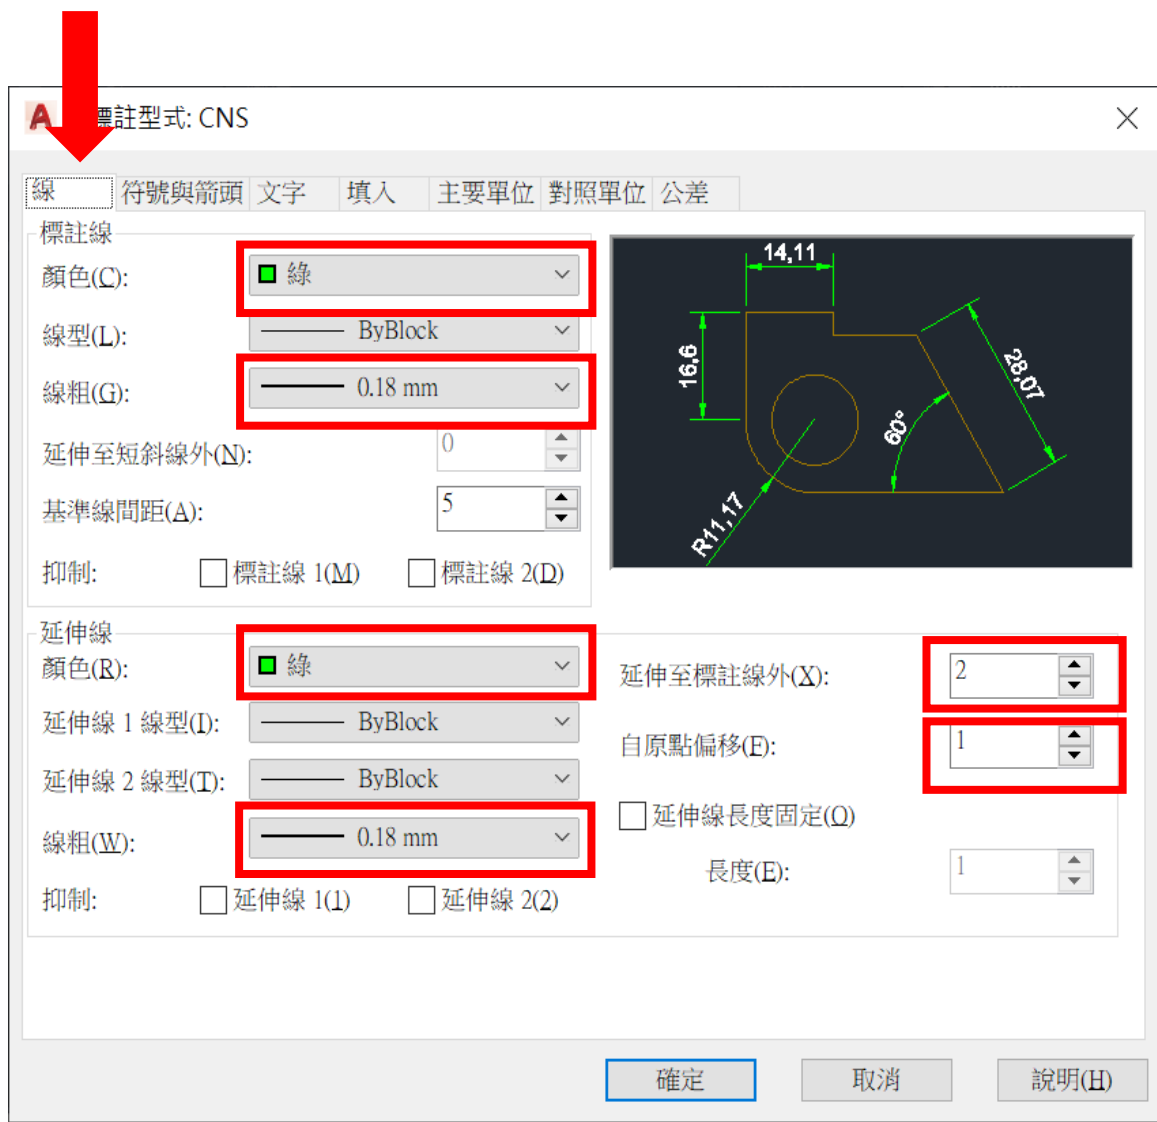 標註型式: CNS
線 符號與箭頭 文字 填入 主要單位 對照單位 公差
標註線
顏色(C): 綠
線型(L): ByBlock
線粗(G): 0.18 mm
延伸至短斜線外(N): 0
基準線間距(A): 5
抑制: 標註線 1(M) 標註線 2(D)
14,11
16,6
28,07
60°
R11,17
延伸線
顏色(R): 綠
延伸線 1 線型(I): ByBlock
延伸線 2 線型(T): ByBlock
線粗(W): 0.18 mm
抑制: 延伸線 1(1) 延伸線 2(2)
延伸至標註線外(X): 2
自原點偏移(F): 1
延伸線長度固定(O)
長度(E): 1
確定 取消 說明(H)